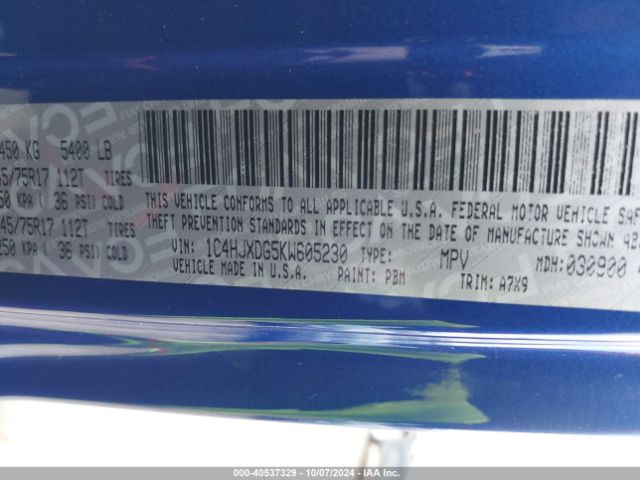 450 KG 5400 LB
5/75R17 112T TIRES
50 KPA/ 36 PSI COLD
45/75R17 112T TIRES
250 KPA/ 36 PSI COLD
THIS VEHICLE CONFORMS TO ALL APPLICABLE U.S.A. FEDERAL MOTOR VEHICLE SA
THEFT PREVENTION STANDARDS IN EFFECT ON THE DATE OF MANUFACTURE SHOWN AB
VIN: 1C4HJXDG5KW605230 TYPE: MPV MDH:030900
VEHICLE MADE IN U.S.A. PAINT: PBM TRIM: A7X9
000-40537329 | 10/07/2024 | IAA Inc.